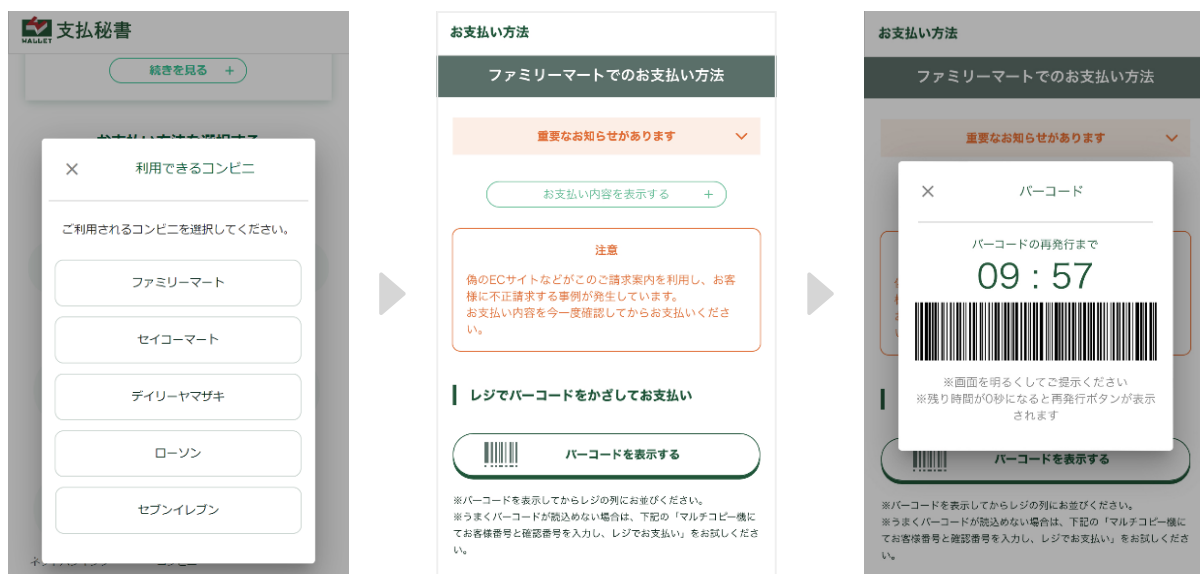 WALLET 支払秘書
続きを見る +
お支払い方法を選択する
× 利用できるコンビニ
ご利用されるコンビニを選択してください。
ファミリーマート
セイコーマート
デイリーヤマザキ
ローソン
セブンイレブン
お支払い方法
ファミリーマートでのお支払い方法
重要なお知らせがあります
お支払い内容を表示する +
注意
偽のECサイトなどがこのご請求案内を利用し、お客
様に不正請求する事例が発生しています。
お支払い内容を今一度確認してからお支払いくださ
い。
レジでバーコードをかざしてお支払い
バーコードを表示する
※バーコードを表示してからレジの列にお並びください。
※うまくバーコードが読込めない場合は、下記の「マルチコピー機に
てお客様番号と確認番号を入力し、レジでお支払い」をお試しくださ
い。
お支払い方法
ファミリーマートでのお支払い方法
重要なお知らせがあります
× バーコード
バーコードの再発行まで
09 : 57
※画面を明るくしてご提示ください
※残り時間が0秒になると再発行ボタンが表示
されます
バーコードを表示する
※バーコードを表示してからレジの列にお並びください。
※うまくバーコードが読込めない場合は、下記の「マルチコピー機に
てお客様番号と確認番号を入力し、レジでお支払い」をお試しくださ
い。